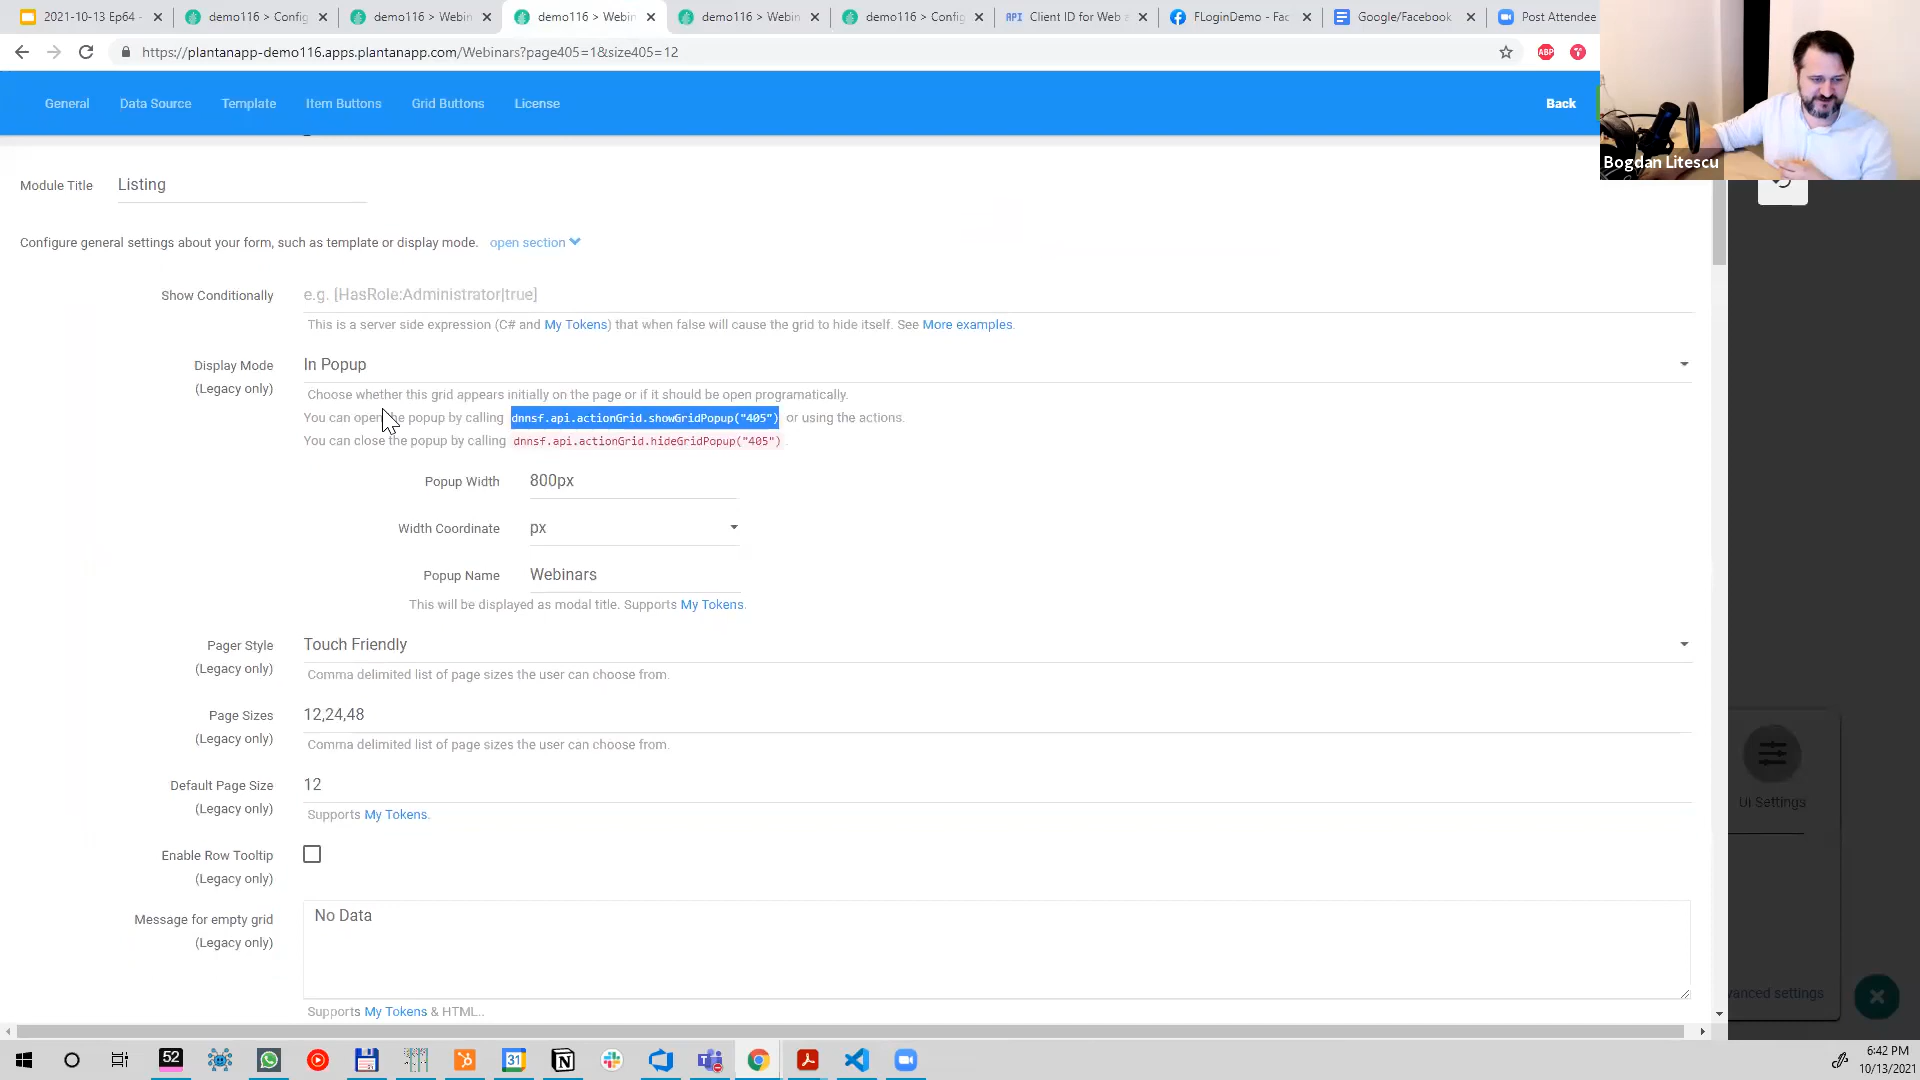 2021-10-13 Ep64 -
demo116 > Config
demo116 > Webin
demo116 > Webin
demo116 > Webin
demo116 > Config
API Client ID for Web a
FLoginDemo - Fac
Google/Facebook
Post Attendee
https://plantanapp-demo116.apps.plantanapp.com/Webinars?page405=1&size405=12
ABP
General Data Source Template Item Buttons Grid Buttons License Back
Bogdan Litescu
Module Title Listing
Configure general settings about your form, such as template or display mode. open section
Show Conditionally e.g. [HasRole:Administrator|true]
This is a server side expression (C# and My Tokens) that when false will cause the grid to hide itself. See More examples.
Display Mode In Popup
(Legacy only)
Choose whether this grid appears initially on the page or if it should be open programatically.
You can open the popup by calling dnnsf.api.actionGrid.showGridPopup("405") or using the actions.
You can close the popup by calling dnnsf.api.actionGrid.hideGridPopup("405") .
Popup Width 800px
Width Coordinate px
Popup Name Webinars
This will be displayed as modal title. Supports My Tokens.
Pager Style Touch Friendly
(Legacy only)
Comma delimited list of page sizes the user can choose from.
Page Sizes 12,24,48
(Legacy only)
Comma delimited list of page sizes the user can choose from.
Default Page Size 12
(Legacy only)
Supports My Tokens.
UI Settings
Enable Row Tooltip
(Legacy only)
Message for empty grid No Data
(Legacy only)
vanced settings
Supports My Tokens & HTML..
52
31
6:42 PM
10/13/2021